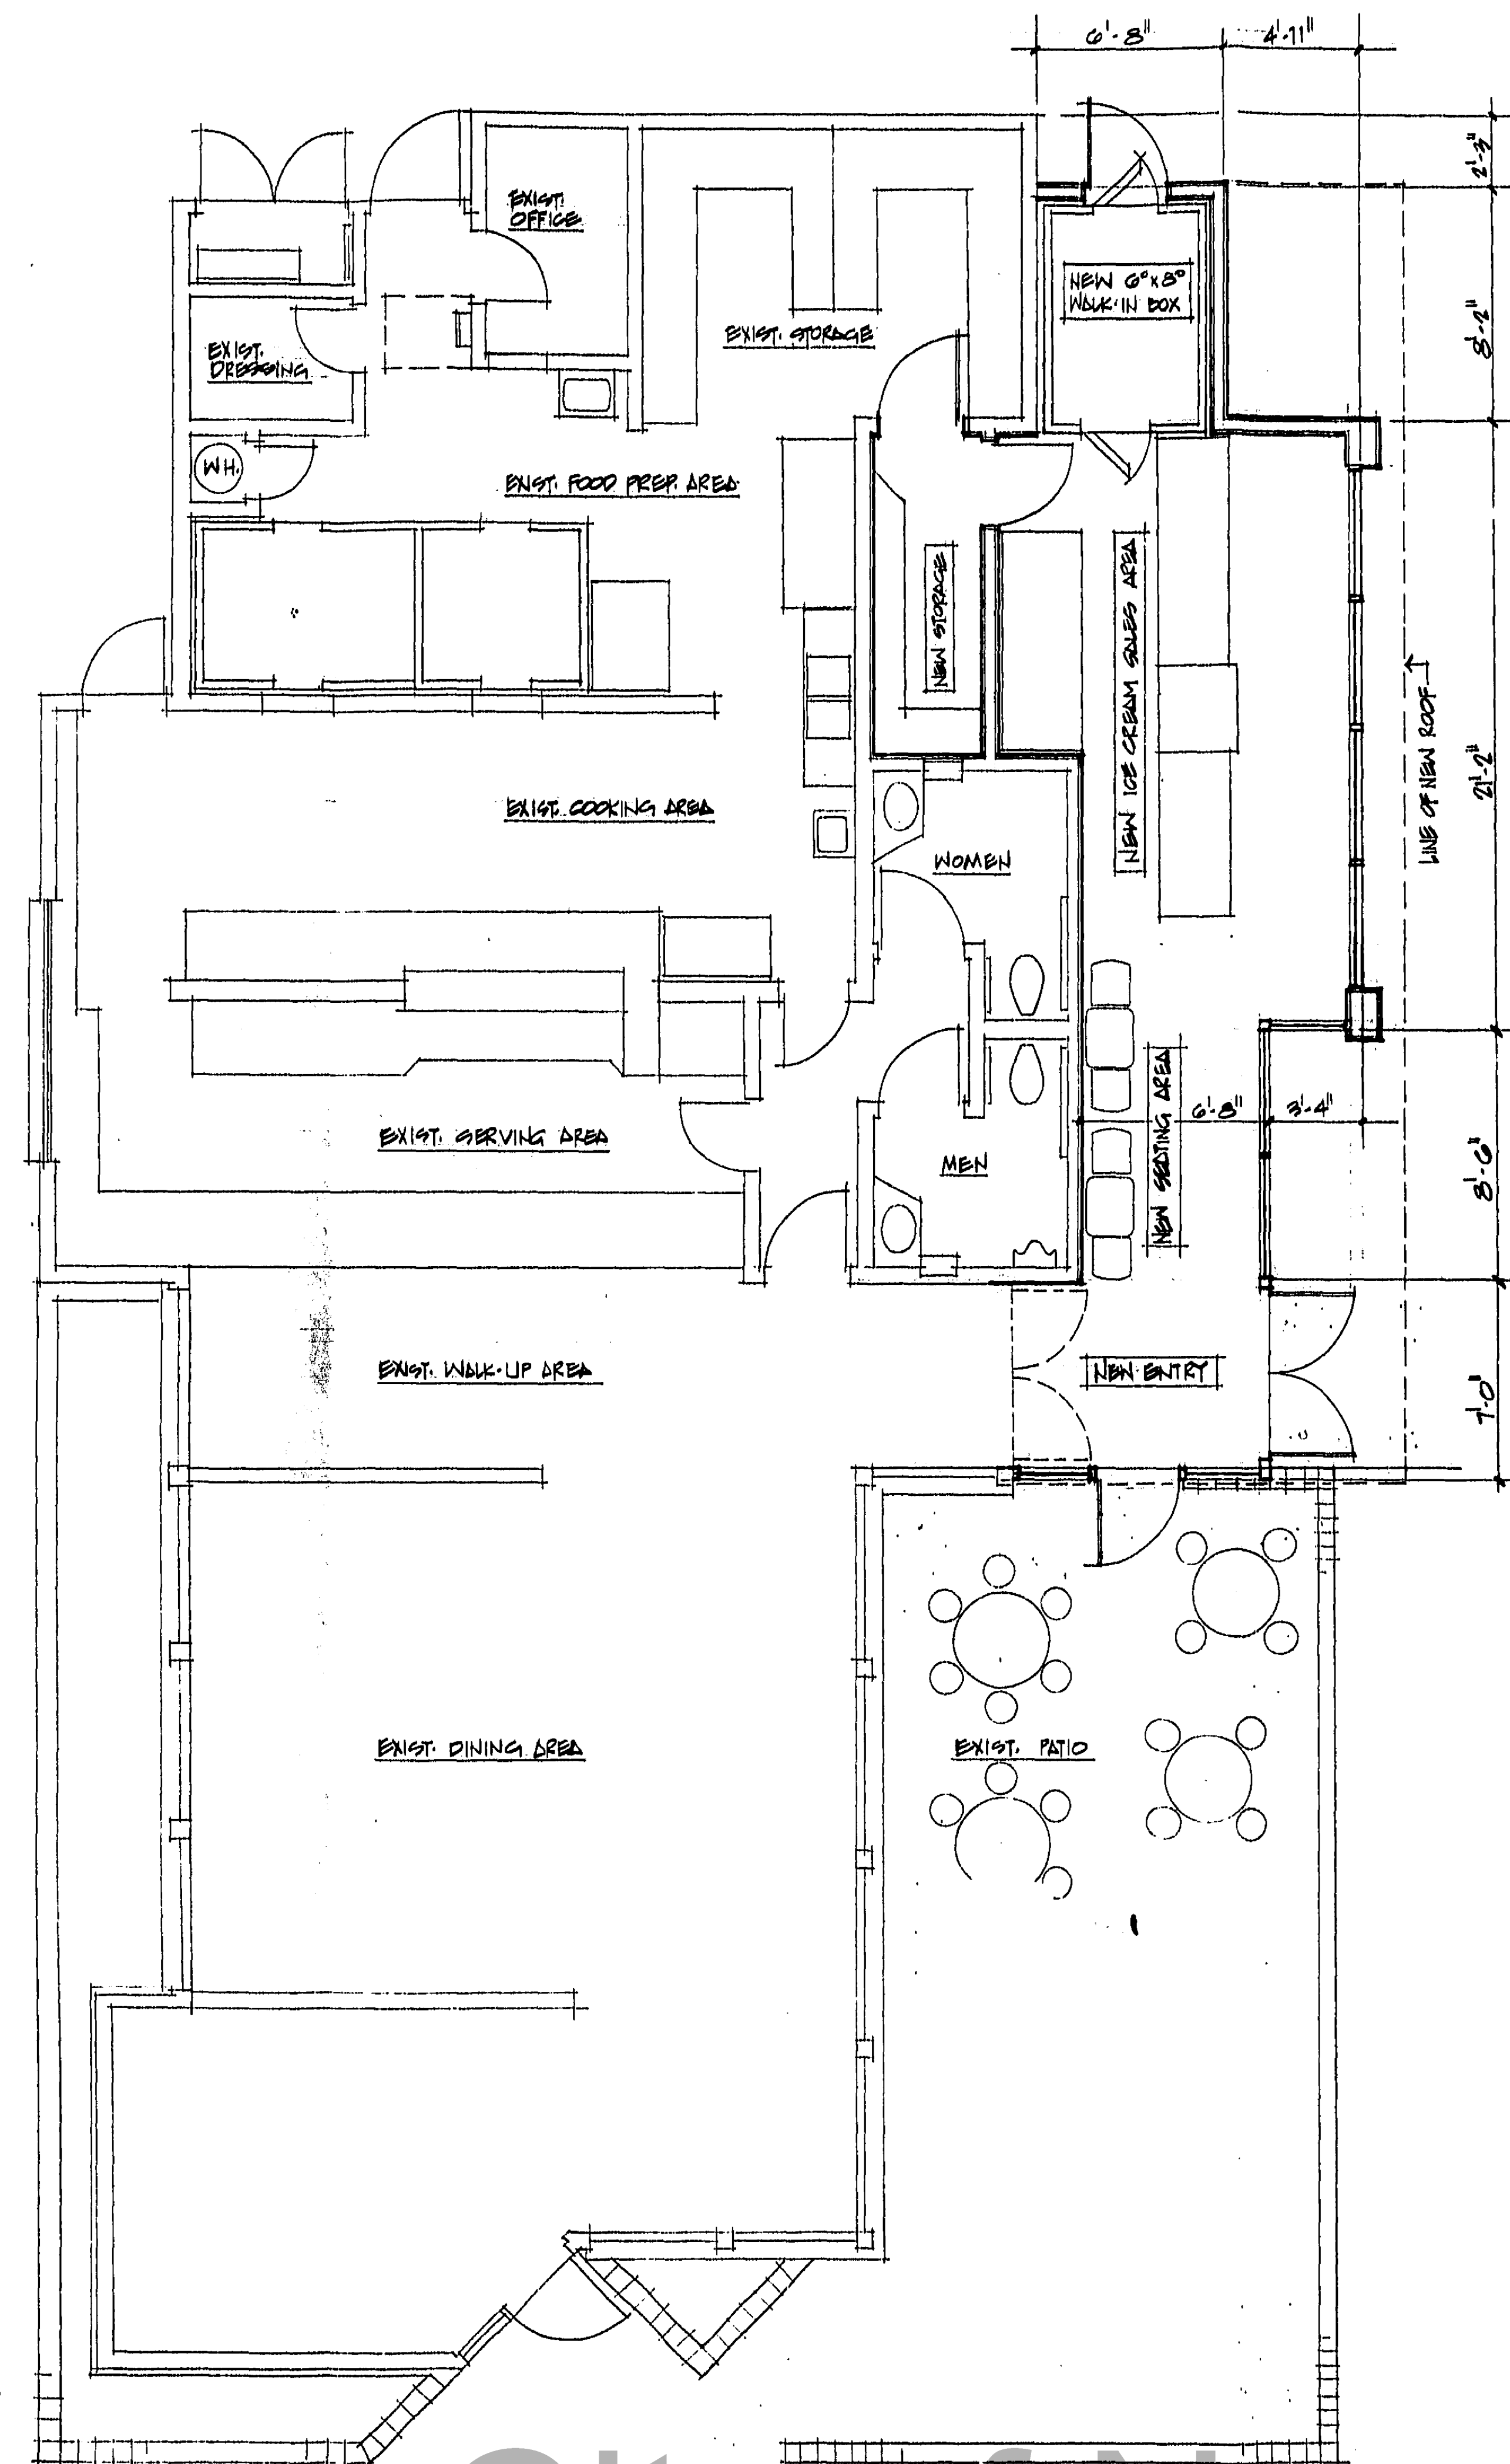 6'-8"
4'-11"
2'-3"
EXIST.
OFFICE
NEW 6⁰x8⁰
WALK-IN BOX
EXIST. STORAGE
8'-2"
EXIST.
DRESSING
W.H.
EXIST. FOOD PREP. AREA
NEW STORAGE
NEW ICE CREAM SALES AREA
LINE OF NEW ROOF
21'-2"
EXIST. COOKING AREA
WOMEN
EXIST. SERVING AREA
MEN
NEW SEATING AREA
6'-8"
3'-4"
8'-6"
EXIST. WALK-UP AREA
NEW ENTRY
7'-0"
EXIST. DINING AREA
EXIST. PATIO